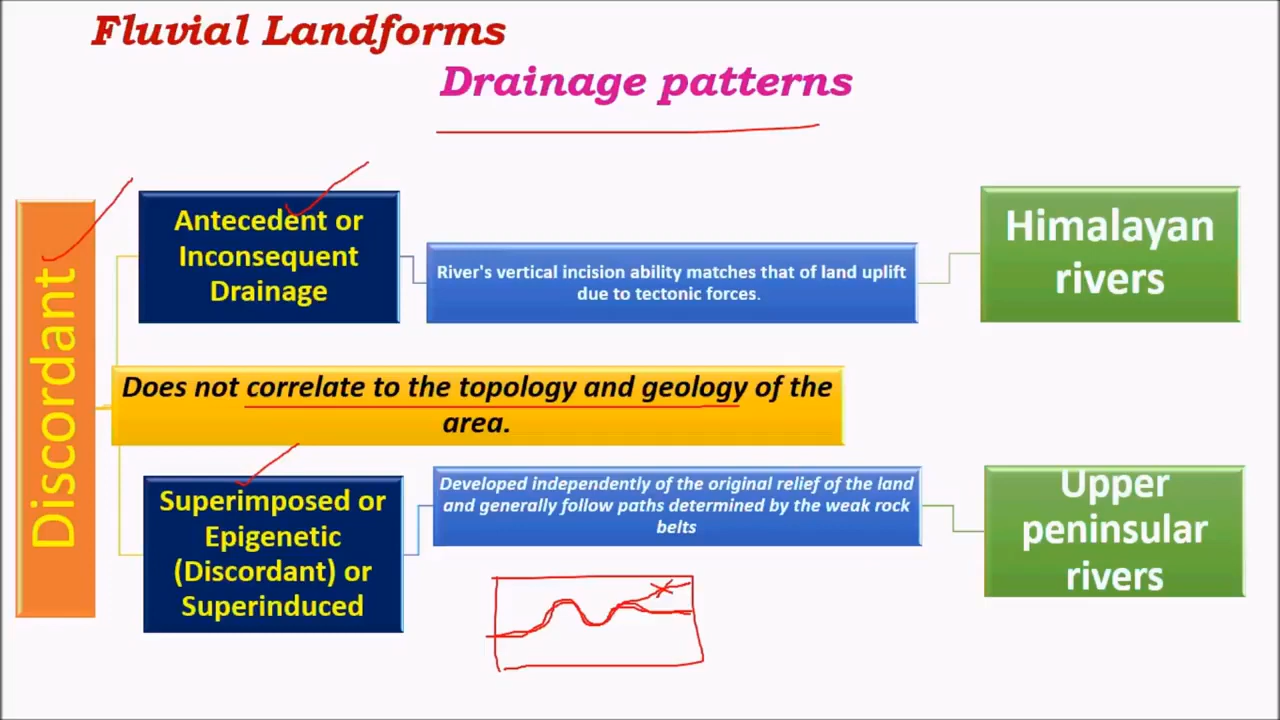 Fluvial Landforms
Drainage patterns
Discordant
Antecedent or
Inconsequent
Drainage
River's vertical incision ability matches that of land uplift
due to tectonic forces.
Himalayan
rivers
Does not correlate to the topology and geology of the
area.
Superimposed or
Epigenetic
(Discordant) or
Superinduced
Developed independently of the original relief of the land
and generally follow paths determined by the weak rock
belts
Upper
peninsular
rivers